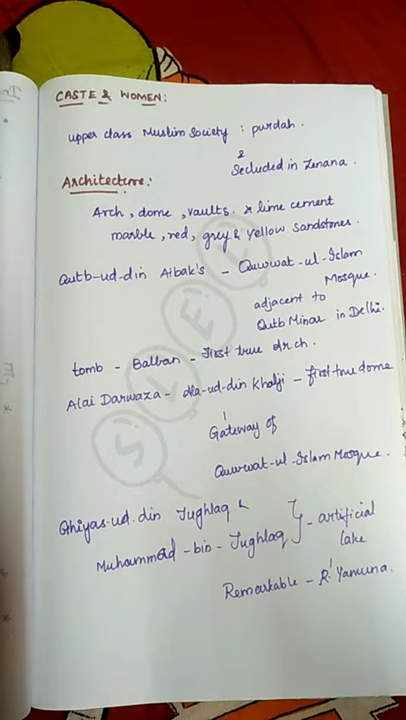 CASTE & WOMEN:
upper class Muslim Society : purdah.
&
Secluded in Zenana.
Architecture:
Arch, dome, vaults. & lime cement
marble, red, grey & yellow sandstones.
Qutb-ud-din Aibak's - Quwwat-ul-Islam
Mosque.
adjacent to
Qutb Minar in Delhi.
tomb - Balban - First true arch.
Alai Darwaza - Ala-ud-din Khalji - first true dome
Gateway of
Quwwat-ul-Islam Mosque.
Ghiyas-ud-din Tughlaq &
Muhammad-bin-Tughlaq } - artificial
lake
Remarkable - R. Yamuna.
SLEE